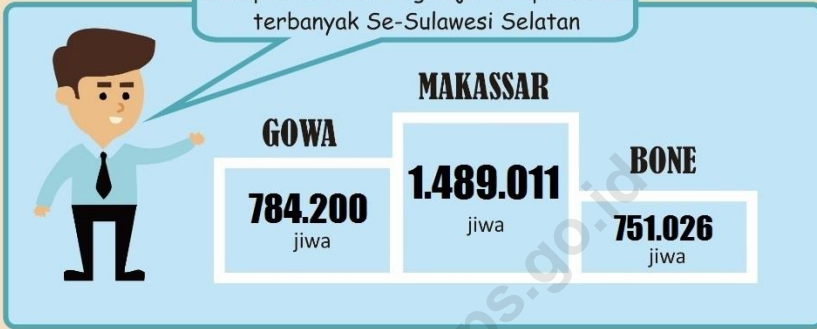 terbanyak Se-Sulawesi Selatan
MAKASSAR
GOWA
BONE
1.489.011
jiwa
784.200
jiwa
751.026
jiwa